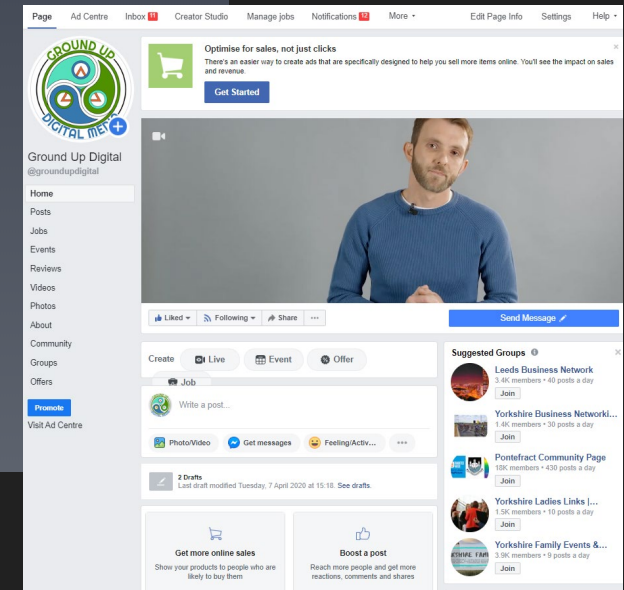 Page Ad Centre Inbox 11 Creator Studio Manage jobs Notifications 12 More Edit Page Info Settings Help
GROUND UP
DIGITAL MEDIA
Ground Up Digital
@groundupdigital
Home
Posts
Jobs
Events
Reviews
Videos
Photos
About
Community
Groups
Offers
Promote
Visit Ad Centre
Optimise for sales, not just clicks
There's an easier way to create ads that are specifically designed to help you sell more items online. You'll see the impact on sales
and revenue.
Get Started
Liked Following Share ...
Send Message
Create Live Event Offer
Job
Write a post...
Photo/Video Get messages Feeling/Activ... ...
2 Drafts
Last draft modified Tuesday, 7 April 2020 at 15:18. See drafts.
Get more online sales
Show your products to people who are
likely to buy them
Boost a post
Reach more people and get more
reactions, comments and shares
Suggested Groups
Leeds Business Network
3.4K members • 40 posts a day
Join
Yorkshire Business Networki...
1.4K members • 30 posts a day
Join
Pontefract Community Page
18K members • 430 posts a day
Join
Yorkshire Ladies Links |...
1.5K members • 10 posts a day
Join
Yorkshire Family Events &...
3.9K members • 9 posts a day
Join